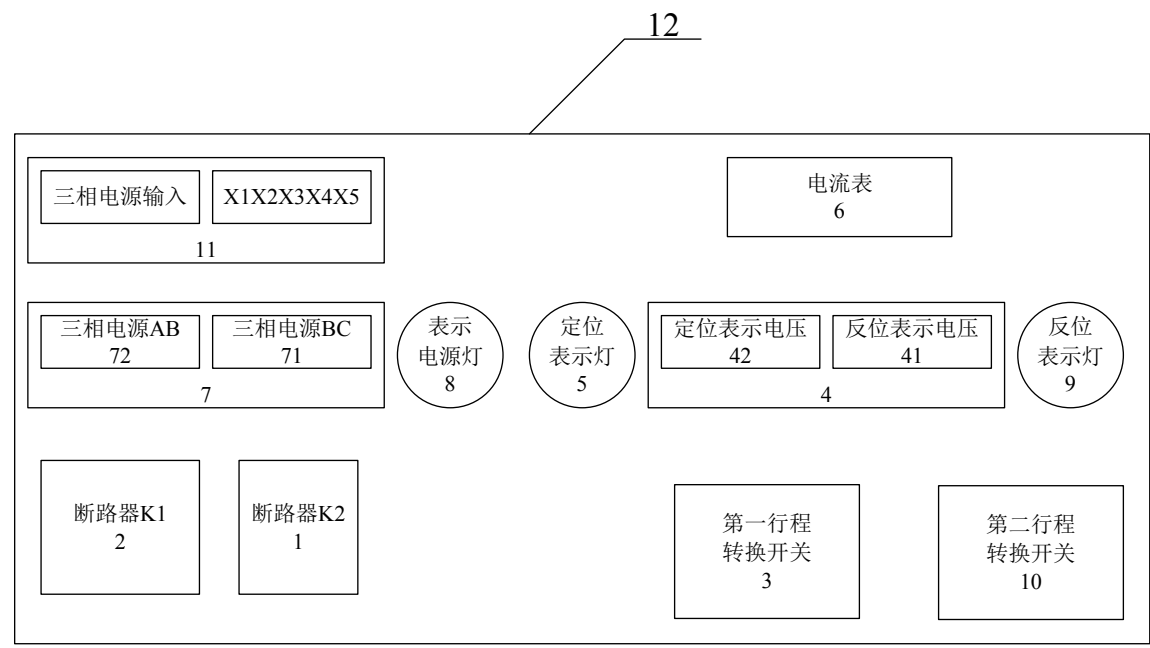 12
三相电源输入
X1X2X3X4X5
11
电流表
6
三相电源AB
72
三相电源BC
71
7
表示
电源灯
8
定位
表示灯
5
定位表示电压
42
反位表示电压
41
4
反位
表示灯
9
断路器K1
2
断路器K2
1
第一行程
转换开关
3
第二行程
转换开关
10